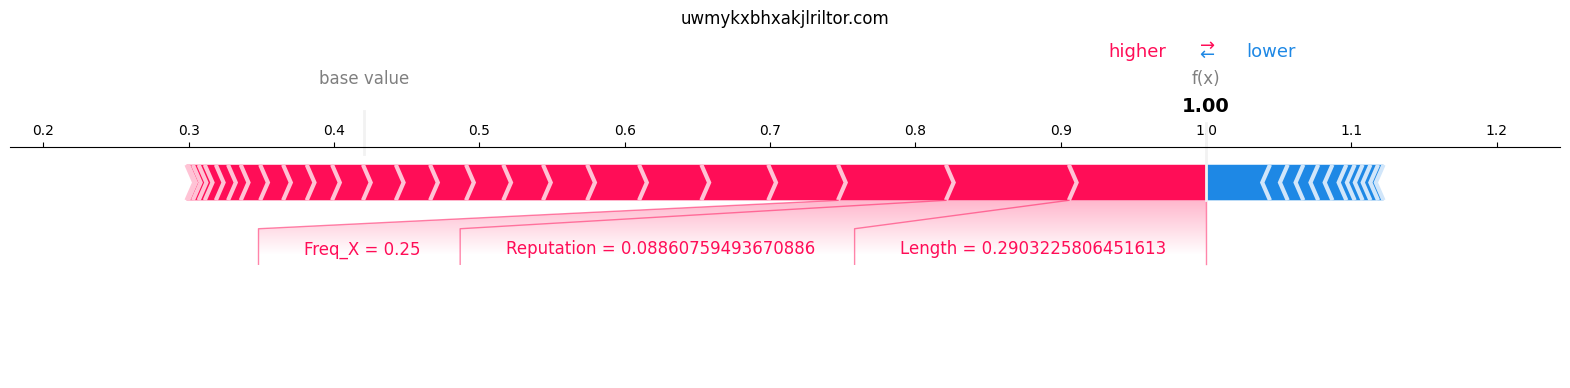 uwmykxbhxakjlriltor.com
higher ⇄ lower
base value f(x)
1.00
0.2 0.3 0.4 0.5 0.6 0.7 0.8 0.9 1 0 1.1 1.2
Freq_X = 0.25 Reputation = 0.08860759493670886 Length = 0.2903225806451613